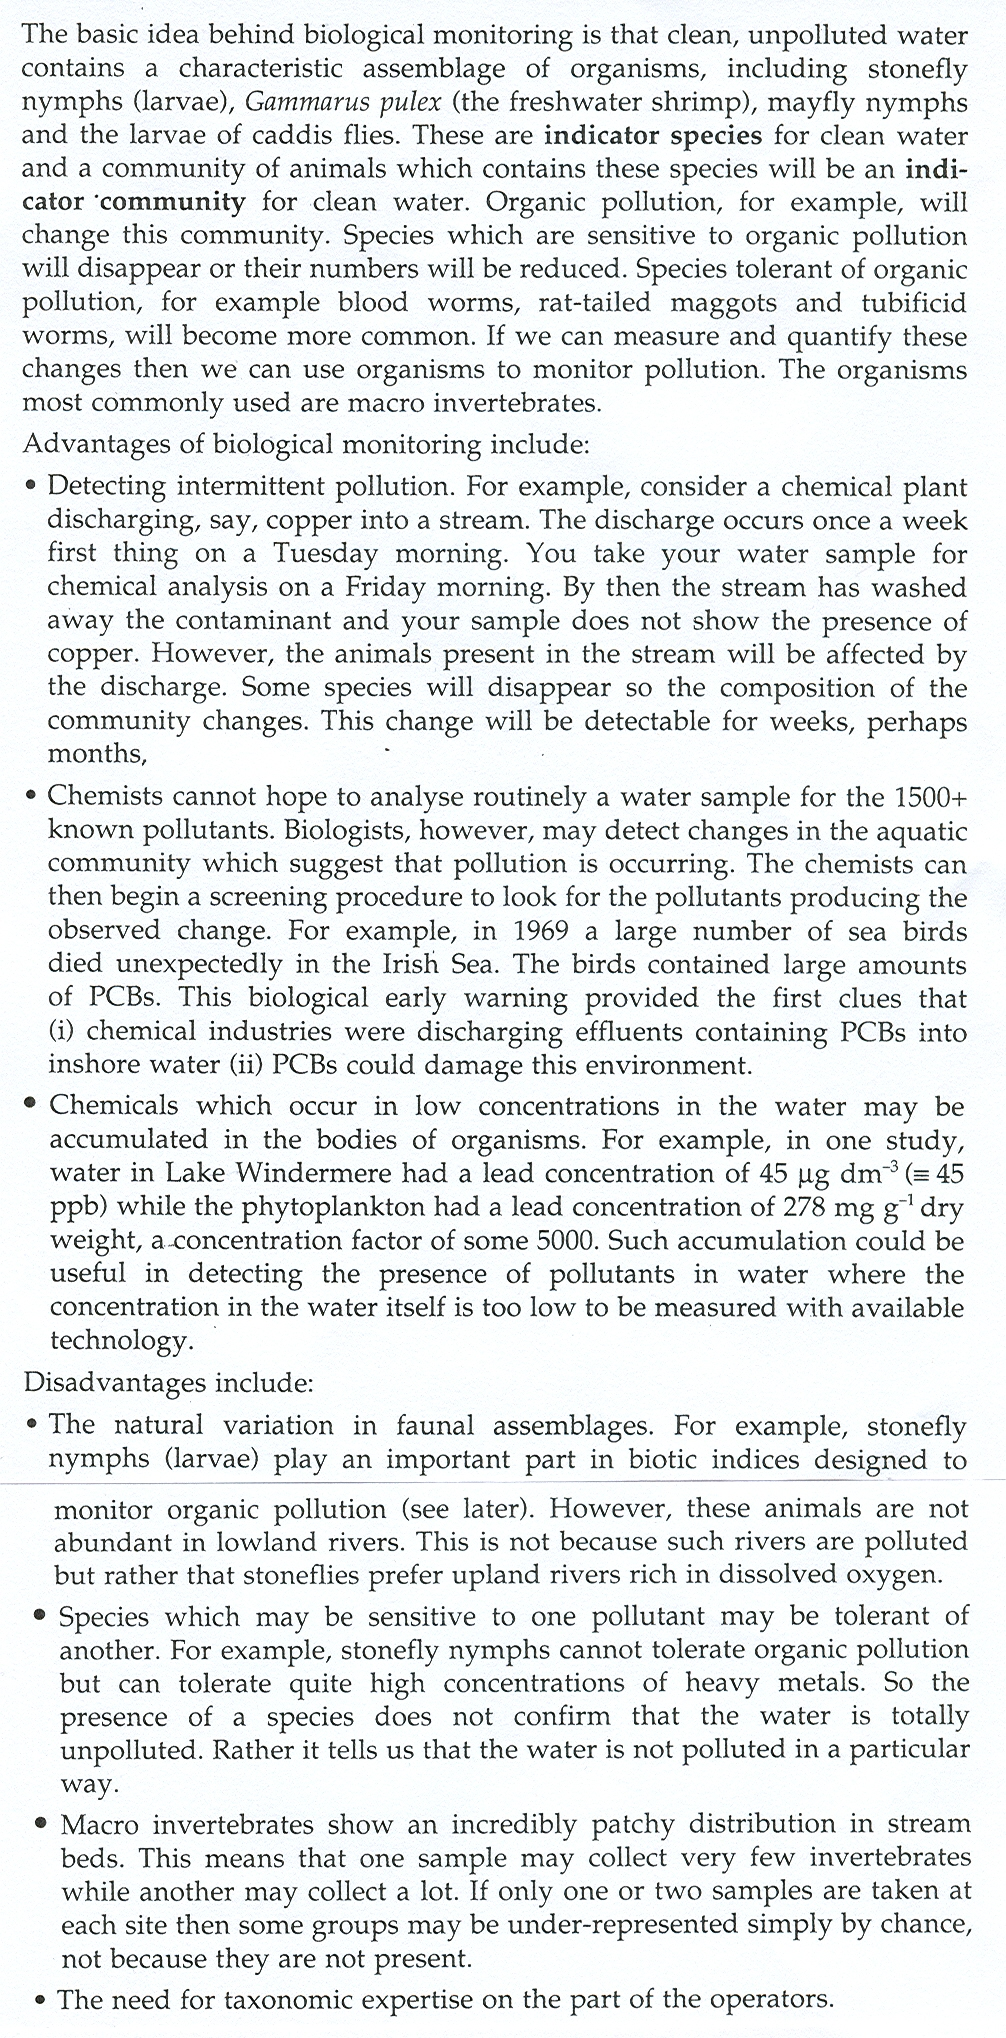 The basic idea behind biological monitoring is that clean, unpolluted water
contains a characteristic assemblage of organisms, including stonefly
nymphs (larvae), Gammarus pulex (the freshwater shrimp), mayfly nymphs
and the larvae of caddis flies. These are indicator species for clean water
and a community of animals which contains these species will be an indi-
cator community for clean water. Organic pollution, for example, will
change this community. Species which are sensitive to organic pollution
will disappear or their numbers will be reduced. Species tolerant of organic
pollution, for example blood worms, rat-tailed maggots and tubificid
worms, will become more common. If we can measure and quantify these
changes then we can use organisms to monitor pollution. The organisms
most commonly used are macro invertebrates.
Advantages of biological monitoring include:
• Detecting intermittent pollution. For example, consider a chemical plant
discharging, say, copper into a stream. The discharge occurs once a week
first thing on a Tuesday morning. You take your water sample for
chemical analysis on a Friday morning. By then the stream has washed
away the contaminant and your sample does not show the presence of
copper. However, the animals present in the stream will be affected by
the discharge. Some species will disappear so the composition of the
community changes. This change will be detectable for weeks, perhaps
months,
• Chemists cannot hope to analyse routinely a water sample for the 1500+
known pollutants. Biologists, however, may detect changes in the aquatic
community which suggest that pollution is occurring. The chemists can
then begin a screening procedure to look for the pollutants producing the
observed change. For example, in 1969 a large number of sea birds
died unexpectedly in the Irish Sea. The birds contained large amounts
of PCBs. This biological early warning provided the first clues that
(i) chemical industries were discharging effluents containing PCBs into
inshore water (ii) PCBs could damage this environment.
• Chemicals which occur in low concentrations in the water may be
accumulated in the bodies of organisms. For example, in one study,
water in Lake Windermere had a lead concentration of 45 µg dm⁻³ (≡ 45
ppb) while the phytoplankton had a lead concentration of 278 mg g⁻¹ dry
weight, a concentration factor of some 5000. Such accumulation could be
useful in detecting the presence of pollutants in water where the
concentration in the water itself is too low to be measured with available
technology.
Disadvantages include:
• The natural variation in faunal assemblages. For example, stonefly
nymphs (larvae) play an important part in biotic indices designed to
monitor organic pollution (see later). However, these animals are not
abundant in lowland rivers. This is not because such rivers are polluted
but rather that stoneflies prefer upland rivers rich in dissolved oxygen.
• Species which may be sensitive to one pollutant may be tolerant of
another. For example, stonefly nymphs cannot tolerate organic pollution
but can tolerate quite high concentrations of heavy metals. So the
presence of a species does not confirm that the water is totally
unpolluted. Rather it tells us that the water is not polluted in a particular
way.
• Macro invertebrates show an incredibly patchy distribution in stream
beds. This means that one sample may collect very few invertebrates
while another may collect a lot. If only one or two samples are taken at
each site then some groups may be under-represented simply by chance,
not because they are not present.
• The need for taxonomic expertise on the part of the operators.